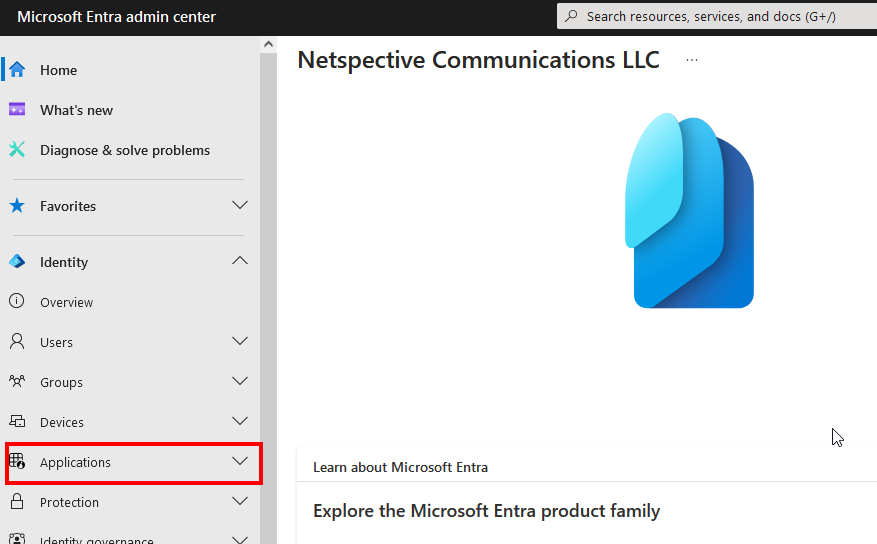 Microsoft Entra admin center
Search resources, services, and docs (G+/)
Home
What's new
Diagnose & solve problems
Favorites
Identity
Overview
Users
Groups
Devices
Applications
Protection
Identity governance
Netspective Communications LLC ...
Learn about Microsoft Entra
Explore the Microsoft Entra product family